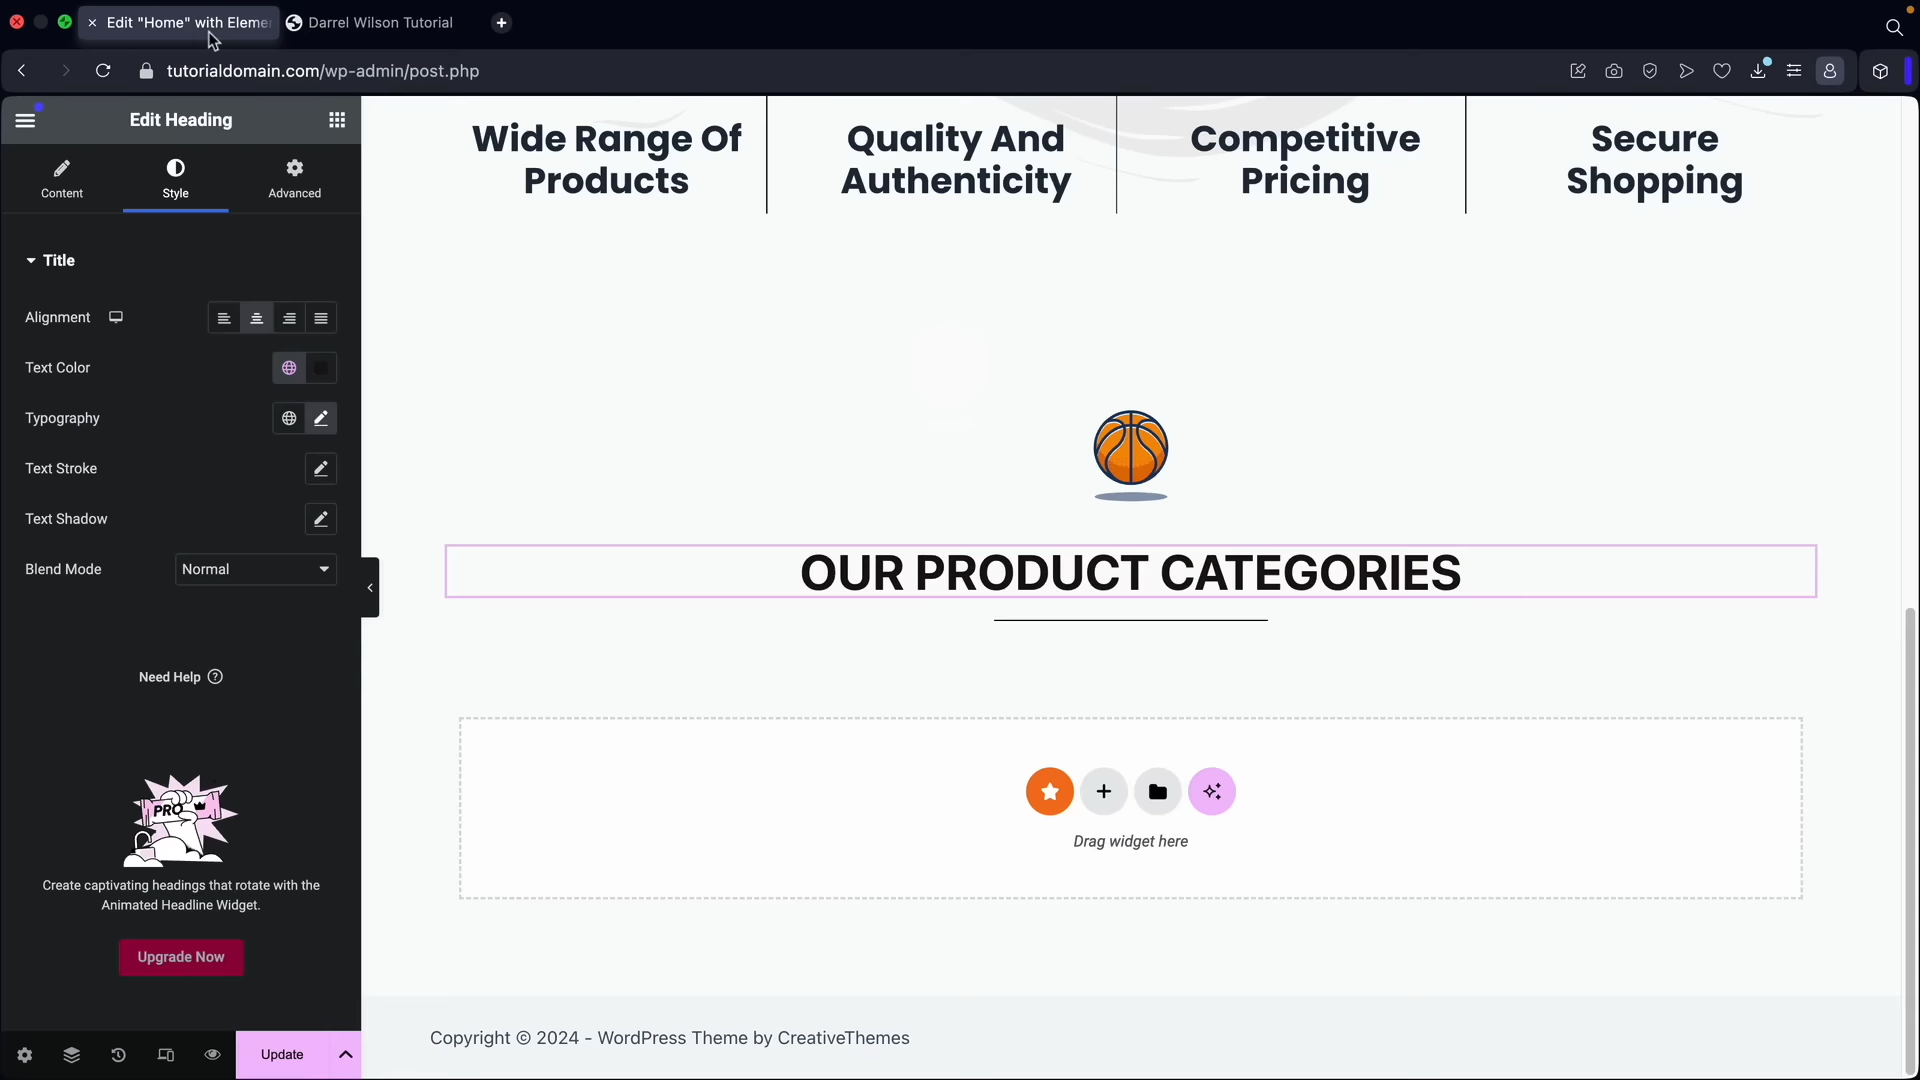 Edit "Home" with Eleme
Darrel Wilson Tutorial
tutorialdomain.com/wp-admin/post.php
Edit Heading
Content
Style
Advanced
Title
Alignment
Text Color
Typography
Text Stroke
Text Shadow
Blend Mode
Normal
Need Help
PRO
Create captivating headings that rotate with the
Animated Headline Widget.
Upgrade Now
Update
Wide Range Of
Products
Quality And
Authenticity
Competitive
Pricing
Secure
Shopping
OUR PRODUCT CATEGORIES
Drag widget here
Copyright © 2024 - WordPress Theme by CreativeThemes